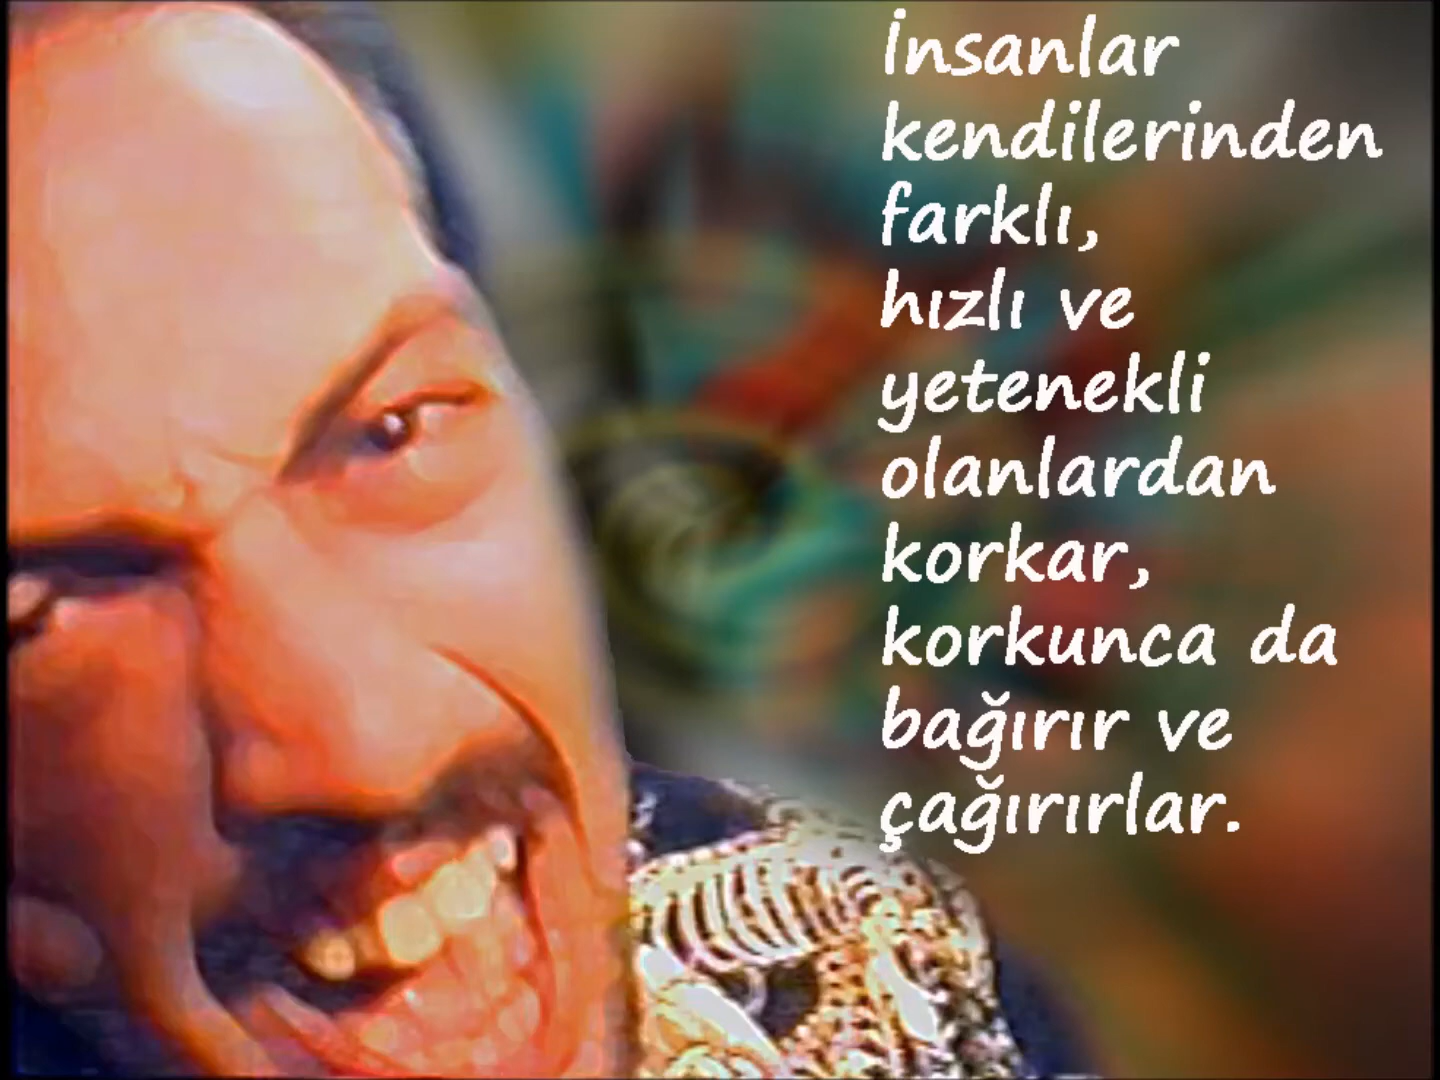 İnsanlar
kendilerinden
farklı,
hızlı ve
yetenekli
olanlardan
korkar,
korkunca da
bağırır ve
çağırırlar.